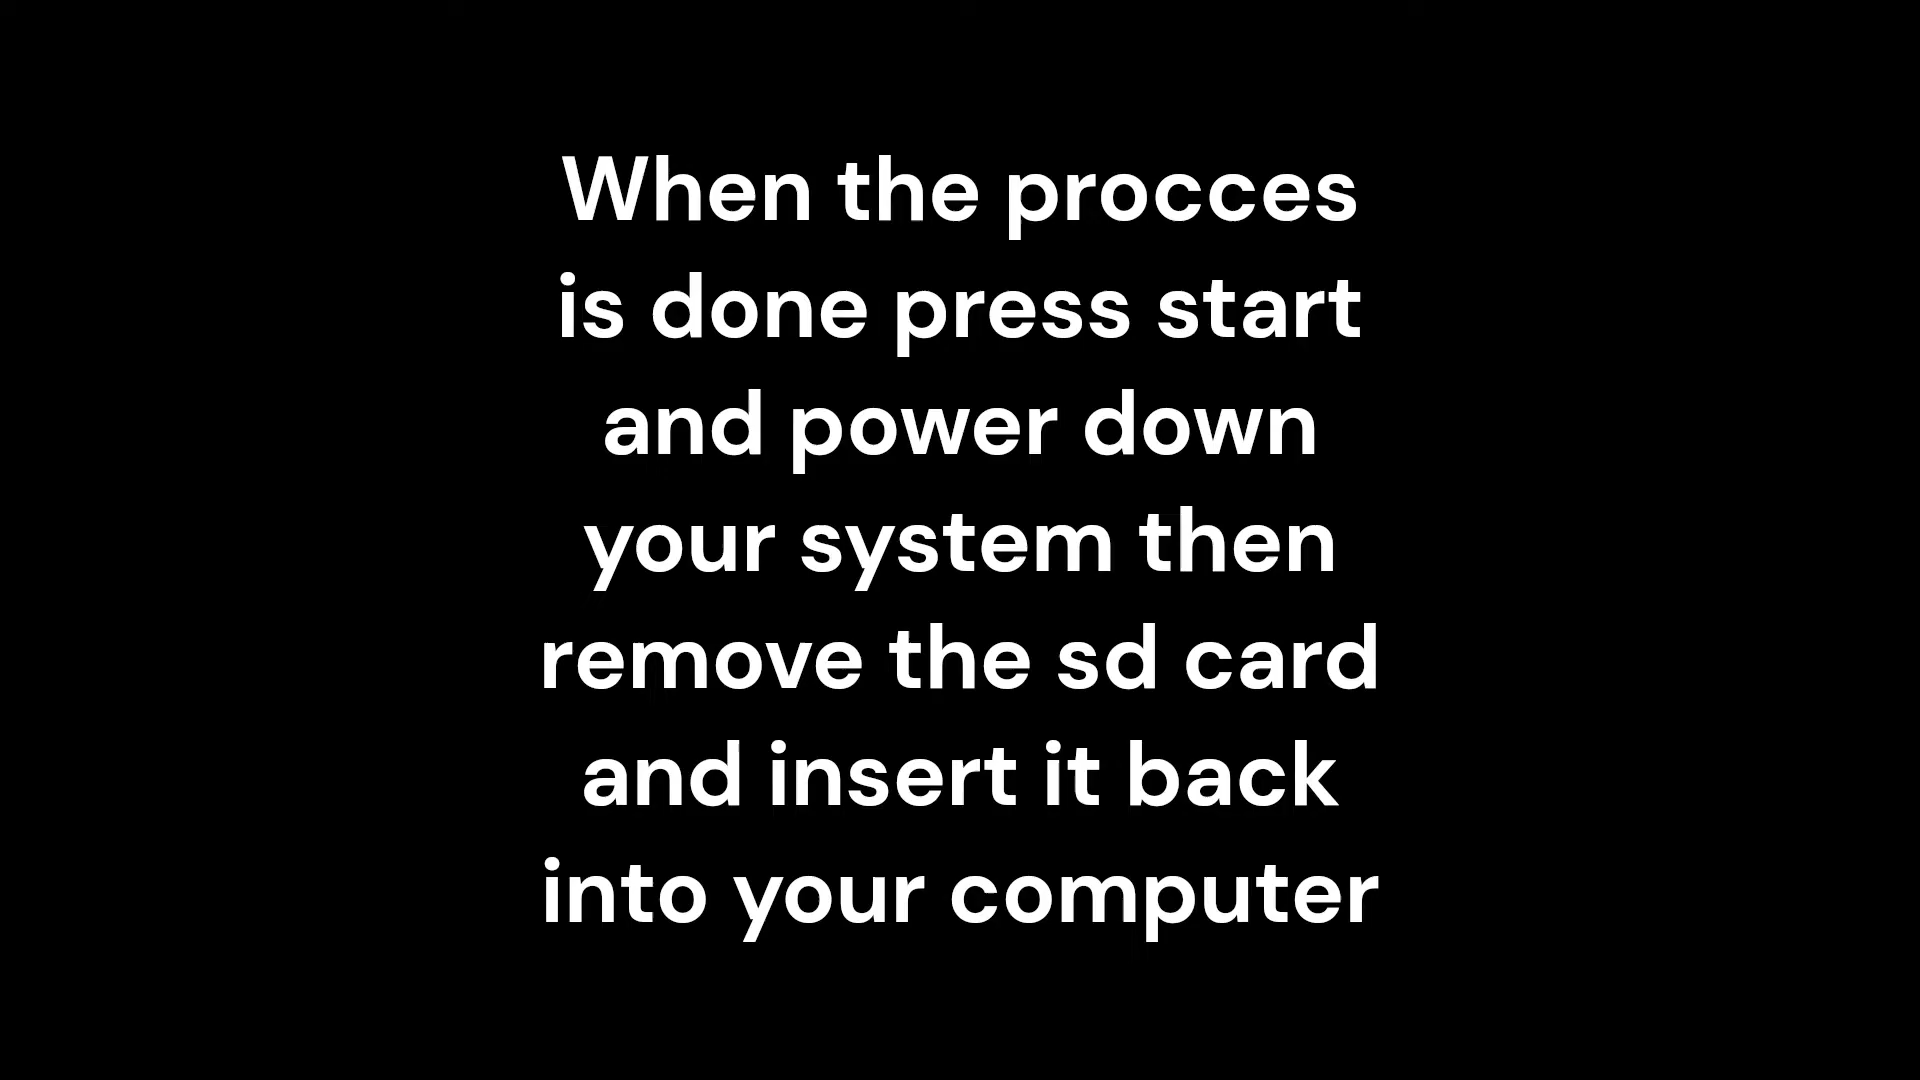 When the procces
is done press start
and power down
your system then
remove the sd card
and insert it back
into your computer